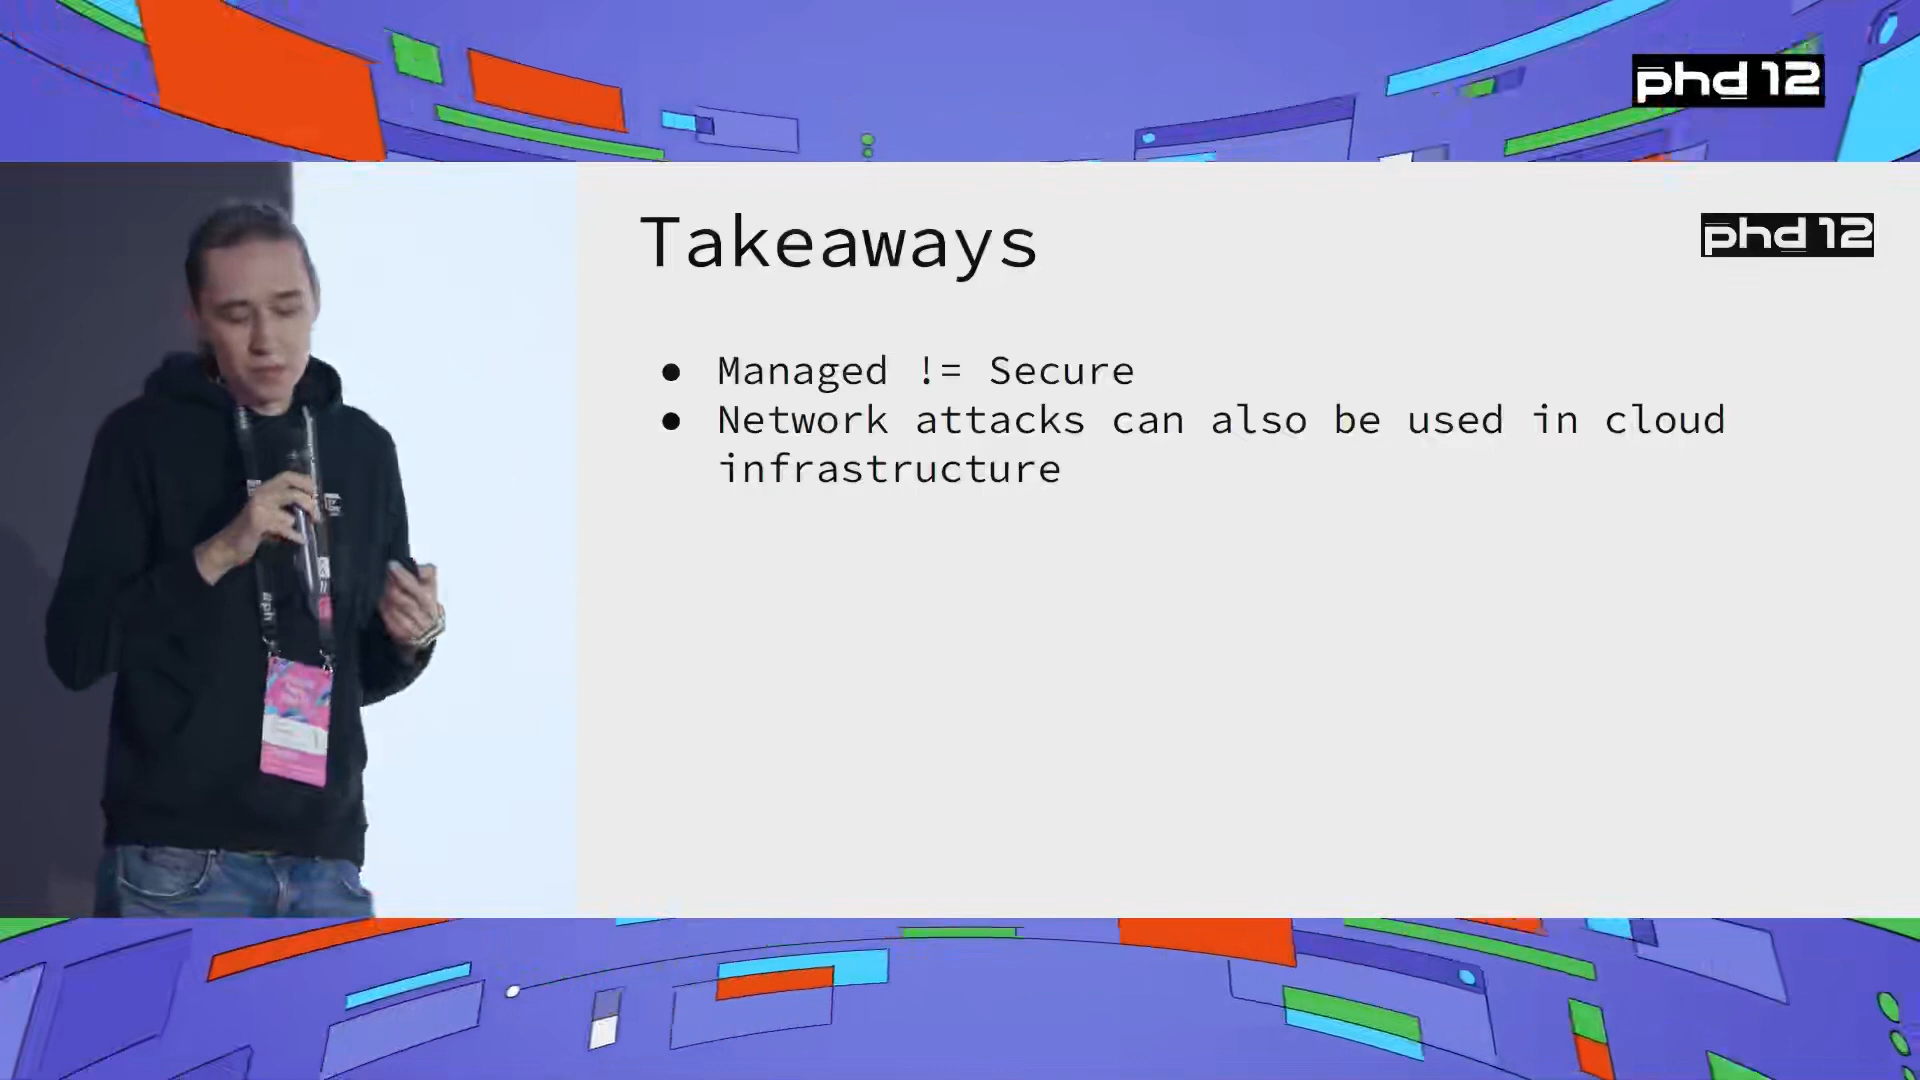 phd 12
Takeaways
phd 12
● Managed != Secure
● Network attacks can also be used in cloud
infrastructure